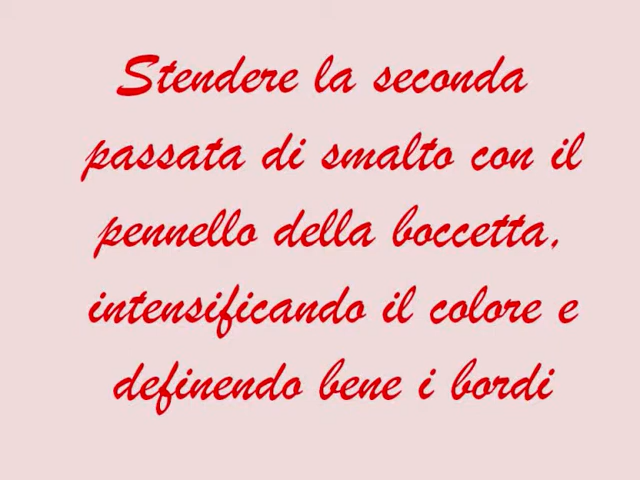 Stendere la seconda
passata di smalto con il
pennello della boccetta,
intensificando il colore e
definendo bene i bordi